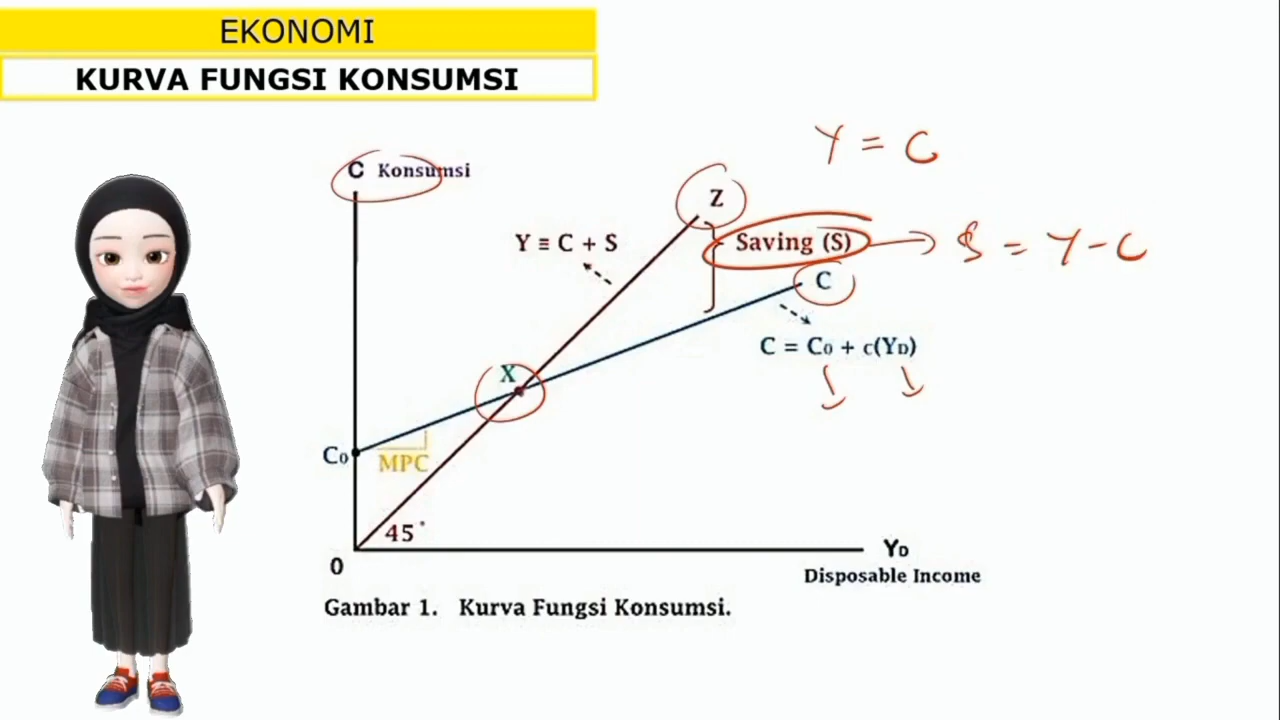 EKONOMI
KURVA FUNGSI KONSUMSI
Y = C
C Konsumsi
Z
Y ≡ C + S
Saving (S)
S = Y - C
C
C = C₀ + c(Y_D)
X
C₀
MPC
45°
0
Y_D
Disposable Income
Gambar 1. Kurva Fungsi Konsumsi.